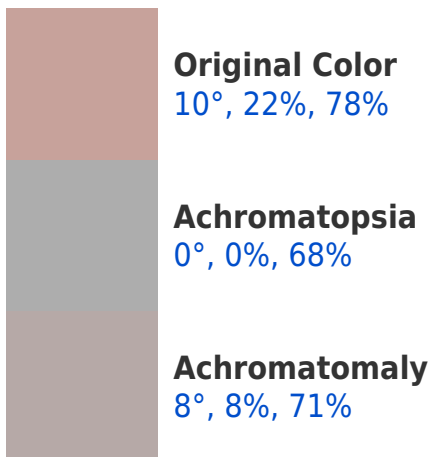 Original Color
10°, 22%, 78%
Achromatopsia
0°, 0%, 68%
Achromatomaly
8°, 8%, 71%